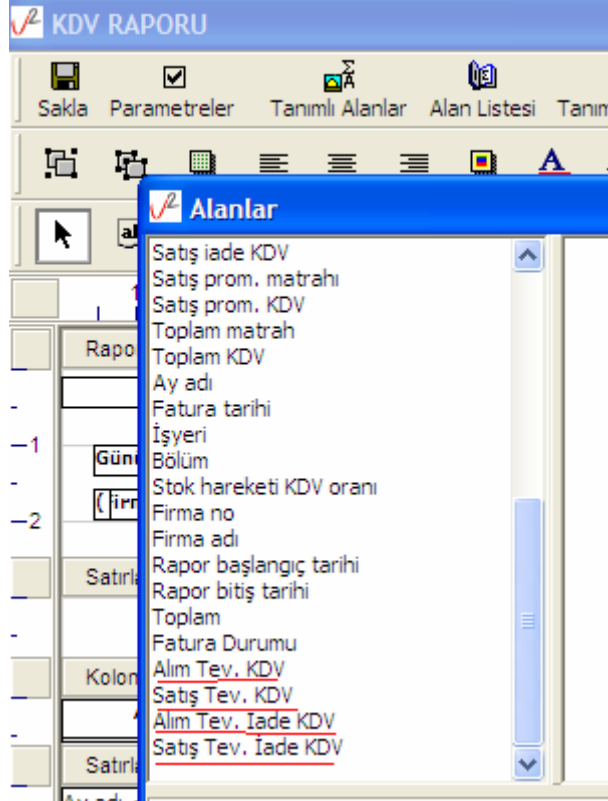 KDV RAPORU
Sakla Parametreler Tanımlı Alanlar Alan Listesi
Alanlar
Satış iade KDV
Satış prom. matrahı
Satış prom. KDV
Toplam matrah
Toplam KDV
Ay adı
Fatura tarihi
İşyeri
Bölüm
Stok hareketi KDV oranı
Firma no
Firma adı
Rapor başlangıç tarihi
Rapor bitiş tarihi
Toplam
Fatura Durumu
Alım Tev. KDV
Satış Tev. KDV
Alım Tev. İade KDV
Satış Tev. İade KDV
1
2